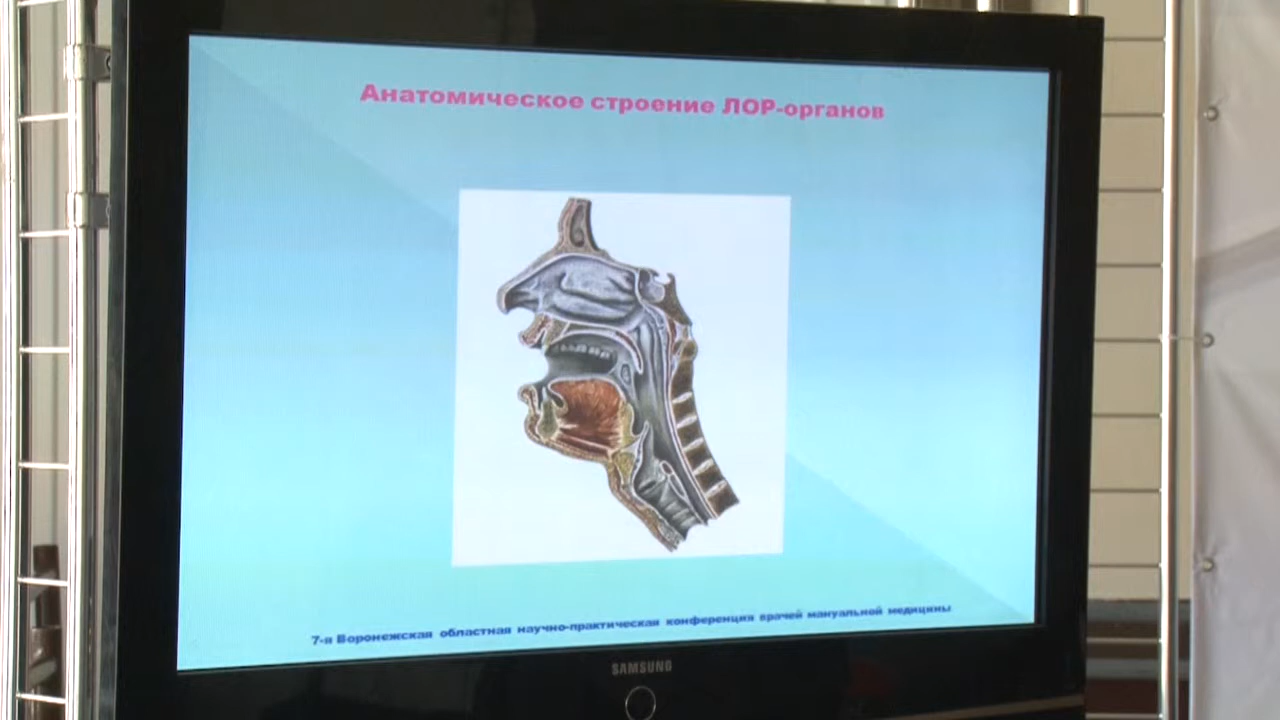 Анатомическое строение ЛОР-органов
7-я Воронежская областная научно-практическая конференция врачей мануальной медицины
SAMSUNG